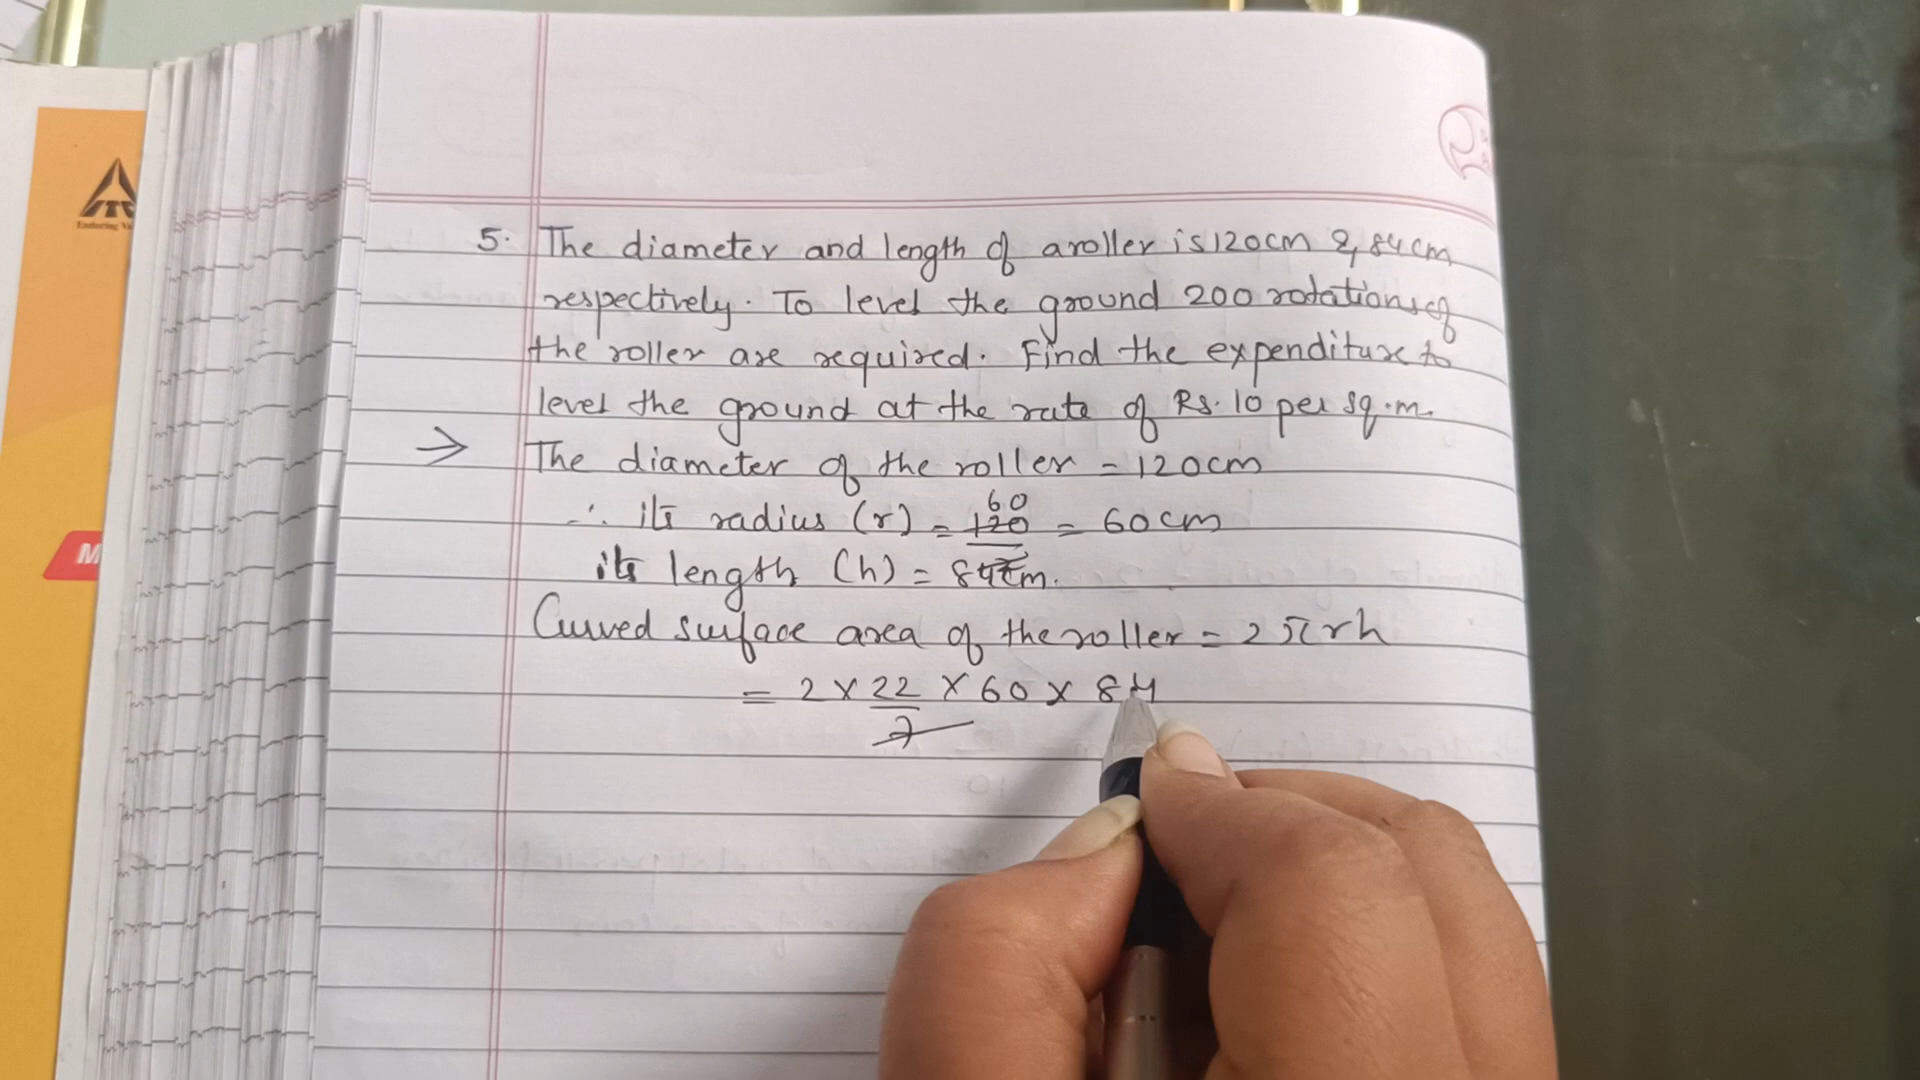 5. The diameter and length of a roller is 120cm & 84cm
respectively. To level the ground 200 rotations of
the roller are required. Find the expenditure to
level the ground at the rate of Rs. 10 per sq.m.
→ The diameter of the roller = 120cm
∴ its radius (r) = 120/2 = 60cm
60
its length (h) = 84cm.
Curved surface area of the roller = 2πrh
= 2 × 22/7 × 60 × 84
ITC
M